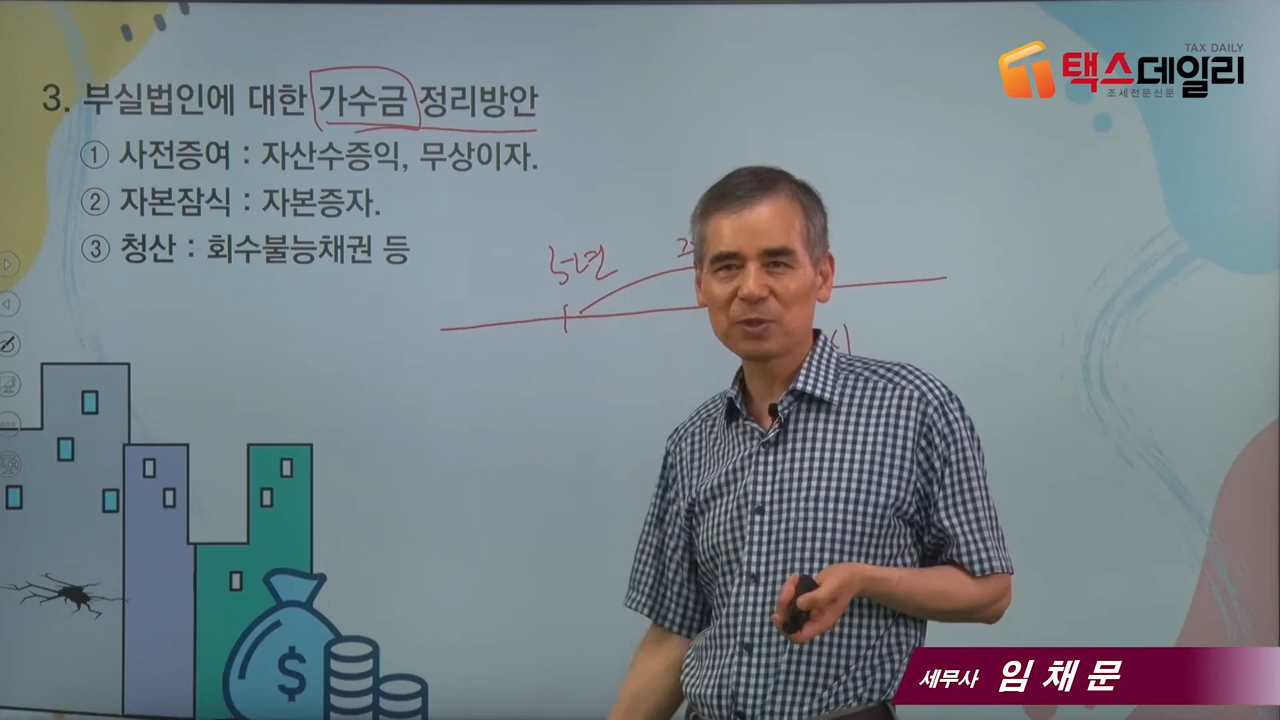 TAX DAILY
택스데일리
조세전문신문
3. 부실법인에 대한 가수금 정리방안
① 사전증여 : 자산수증익, 무상이자.
② 자본잠식 : 자본증자.
③ 청산 : 회수불능채권 등
5년
$
세무사 임채문